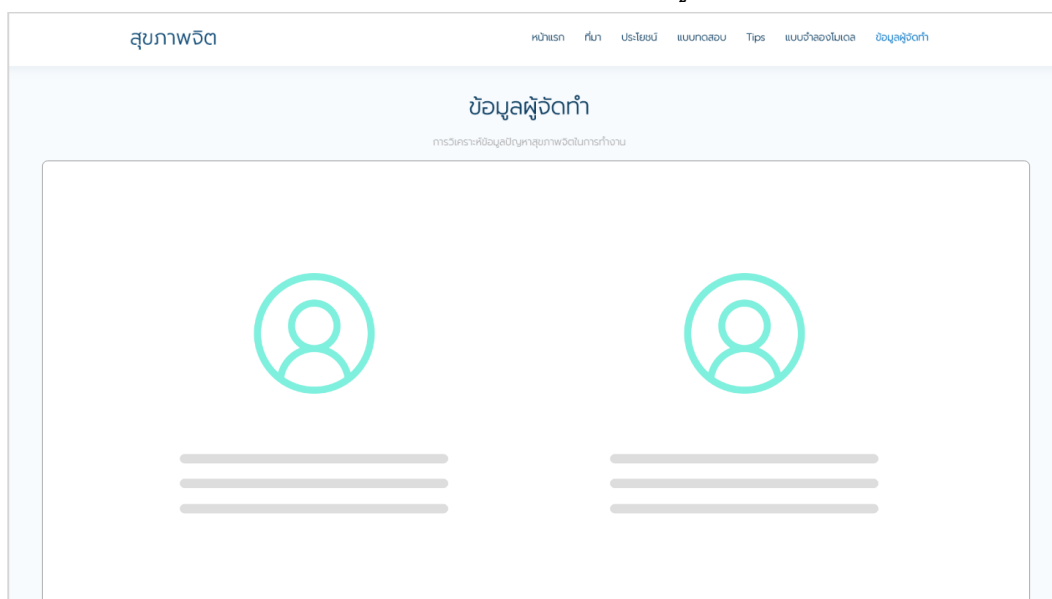 สุขภาพจิต
หน้าแรก ที่มา ประโยชน์ แบบทดสอบ Tips แบบจำลองโมเดล ข้อมูลผู้จัดทำ
ข้อมูลผู้จัดทำ
การวิเคราะห์ข้อมูลปัญหาสุขภาพจิตในการทำงาน